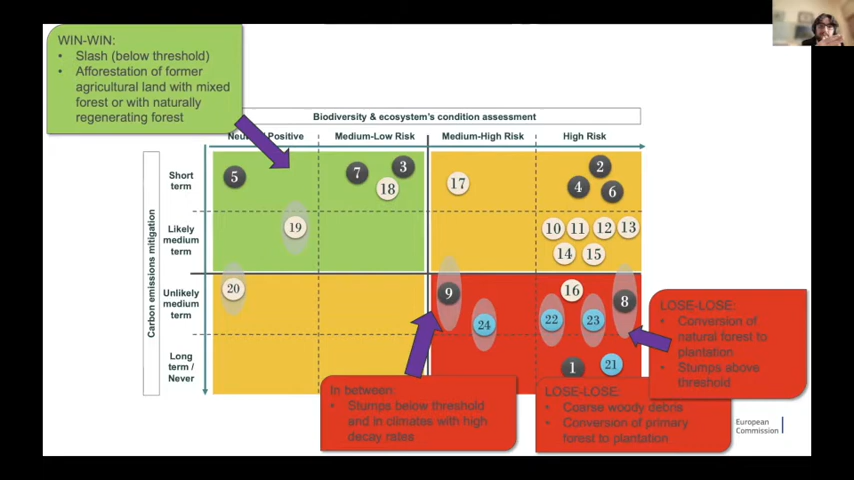 WIN-WIN:
• Slash (below threshold)
• Afforestation of former
agricultural land with mixed
forest or with naturally
regenerating forest
Biodiversity & ecosystem's condition assessment
Positive
Medium-Low Risk
Medium-High Risk
High Risk
Carbon emissions mitigation
Short
term
5
7
3
18
17
2
4
6
Likely
medium
term
19
10
11
12
13
14
15
Unlikely
medium
term
20
9
24
16
22
23
8
Long
term /
Never
1
21
LOSE-LOSE:
• Conversion of
natural forest to
plantation
• Stumps above
threshold
In between:
• Stumps below threshold
and in climates with high
decay rates
LOSE-LOSE:
• Coarse woody debris
• Conversion of primary
forest to plantation
European
Commission